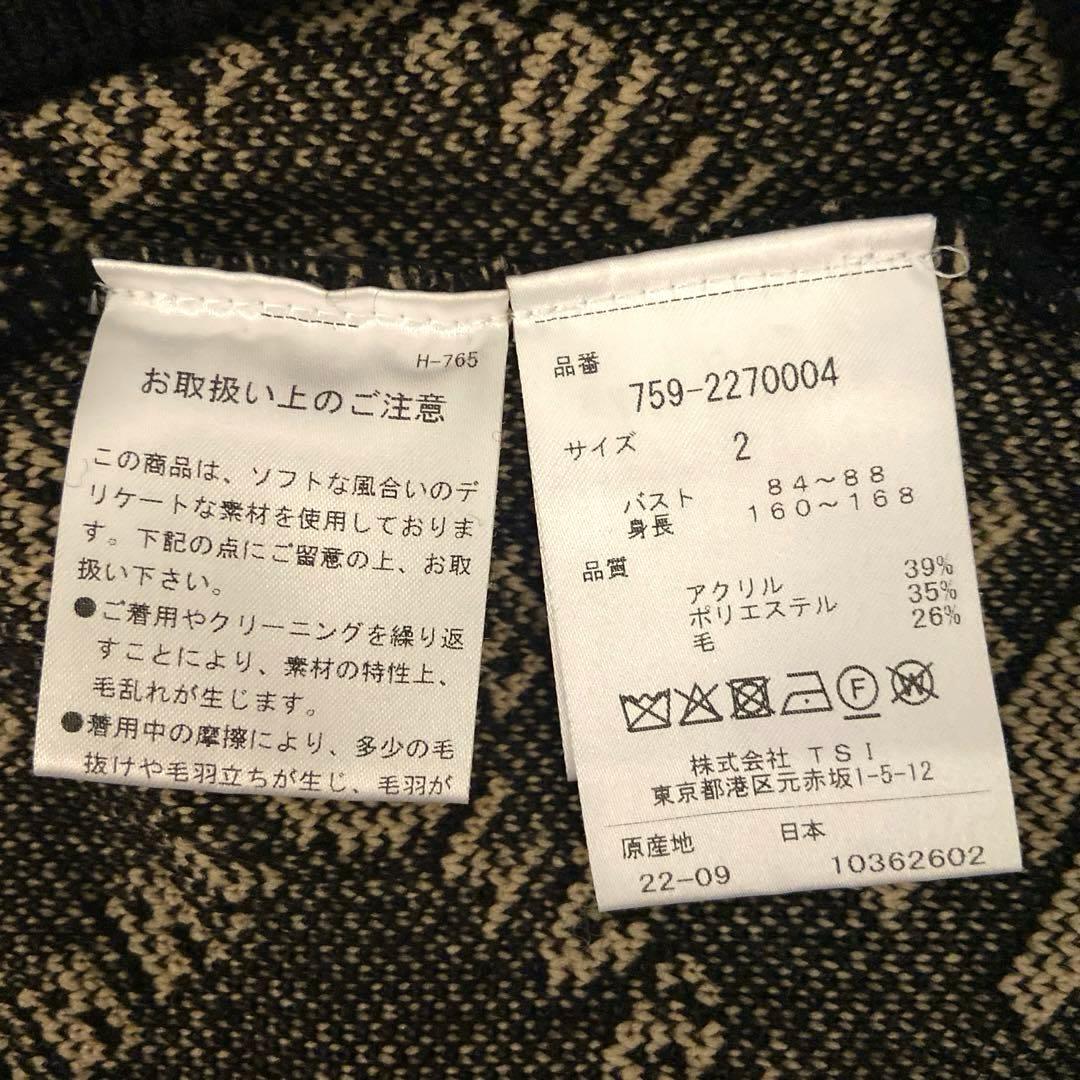 H-765
お取扱い上のご注意
この商品は、ソフトな風合いのデ
リケートな素材を使用しておりま
す。下記の点にご留意の上、お取
扱い下さい。
●ご着用やクリーニングを繰り返
すことにより、素材の特性上、
毛乱れが生じます。
●着用中の摩擦により、多少の毛
抜けや毛羽立ちが生じ、毛羽が
品番
759-2270004
サイズ 2
バスト 84～88
身長 160～168
品質
アクリル 39%
ポリエステル 35%
毛 26%
F
W
株式会社 TSI
東京都港区元赤坂1-5-12
原産地 日本
22-09 10362602